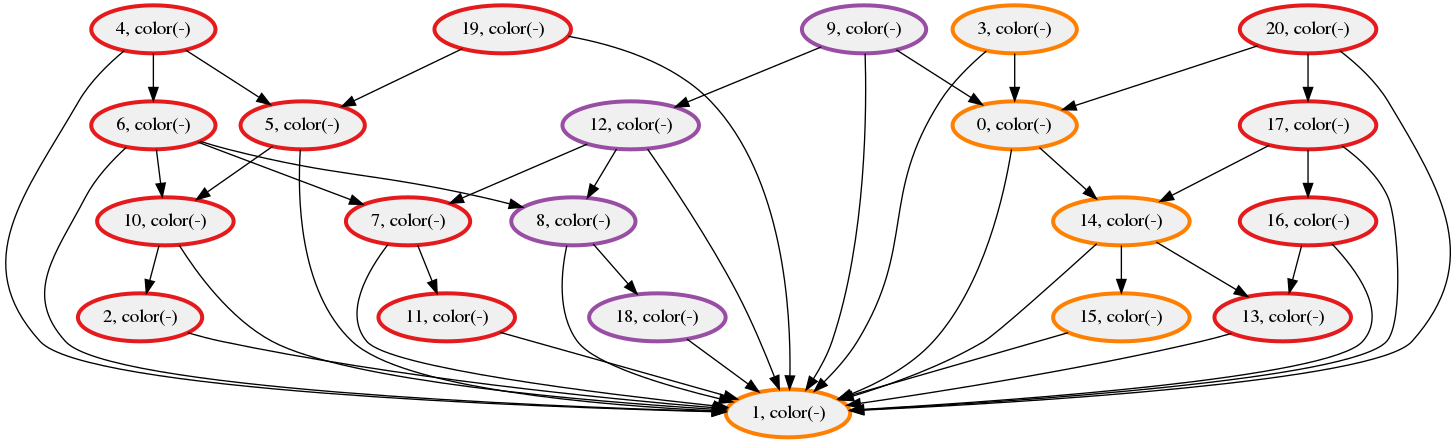 4, color(-)
19, color(-)
9, color(-)
3, color(-)
20, color(-)
6, color(-)
5, color(-)
12, color(-)
0, color(-)
17, color(-)
10, color(-)
7, color(-)
8, color(-)
14, color(-)
16, color(-)
2, color(-)
11, color(-)
18, color(-)
15, color(-)
13, color(-)
1, color(-)